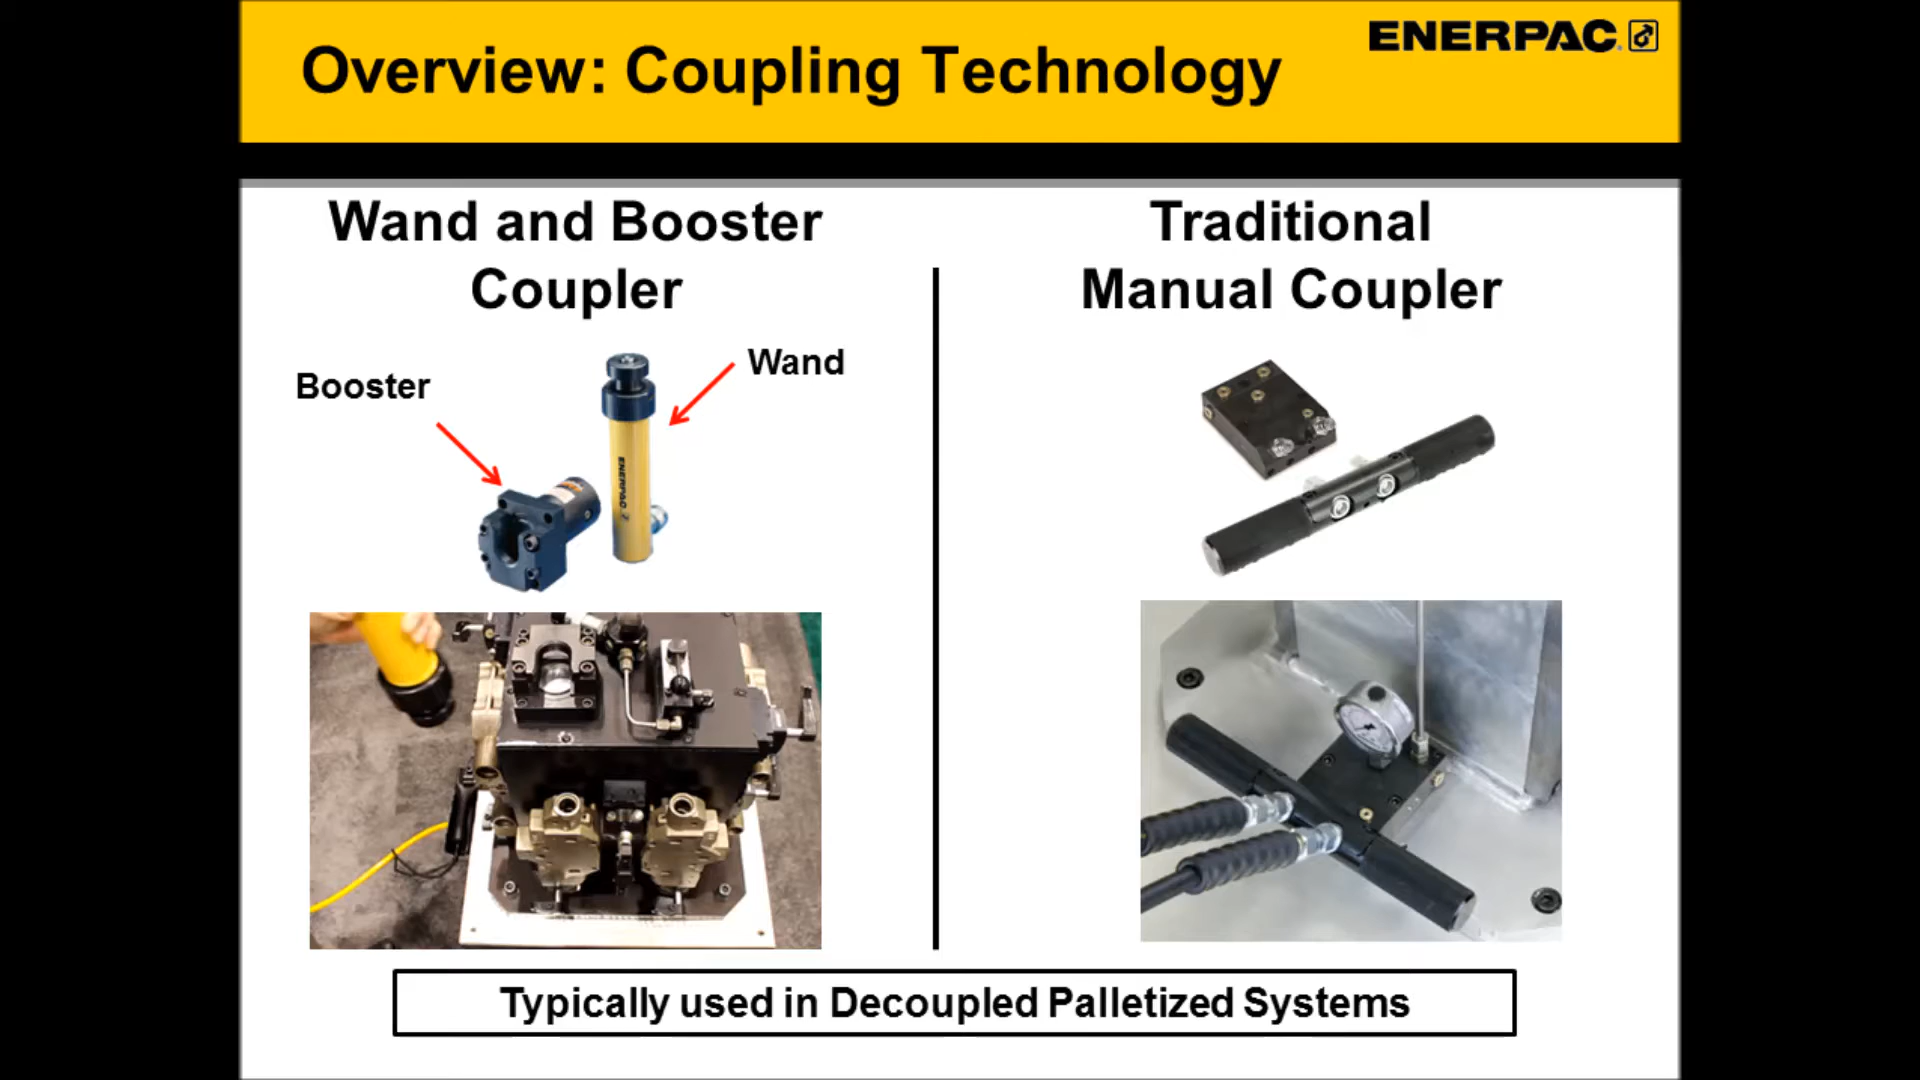 Overview: Coupling Technology
ENERPAC
Wand and Booster
Coupler
Traditional
Manual Coupler
Booster
Wand
ENERPAC
Typically used in Decoupled Palletized Systems